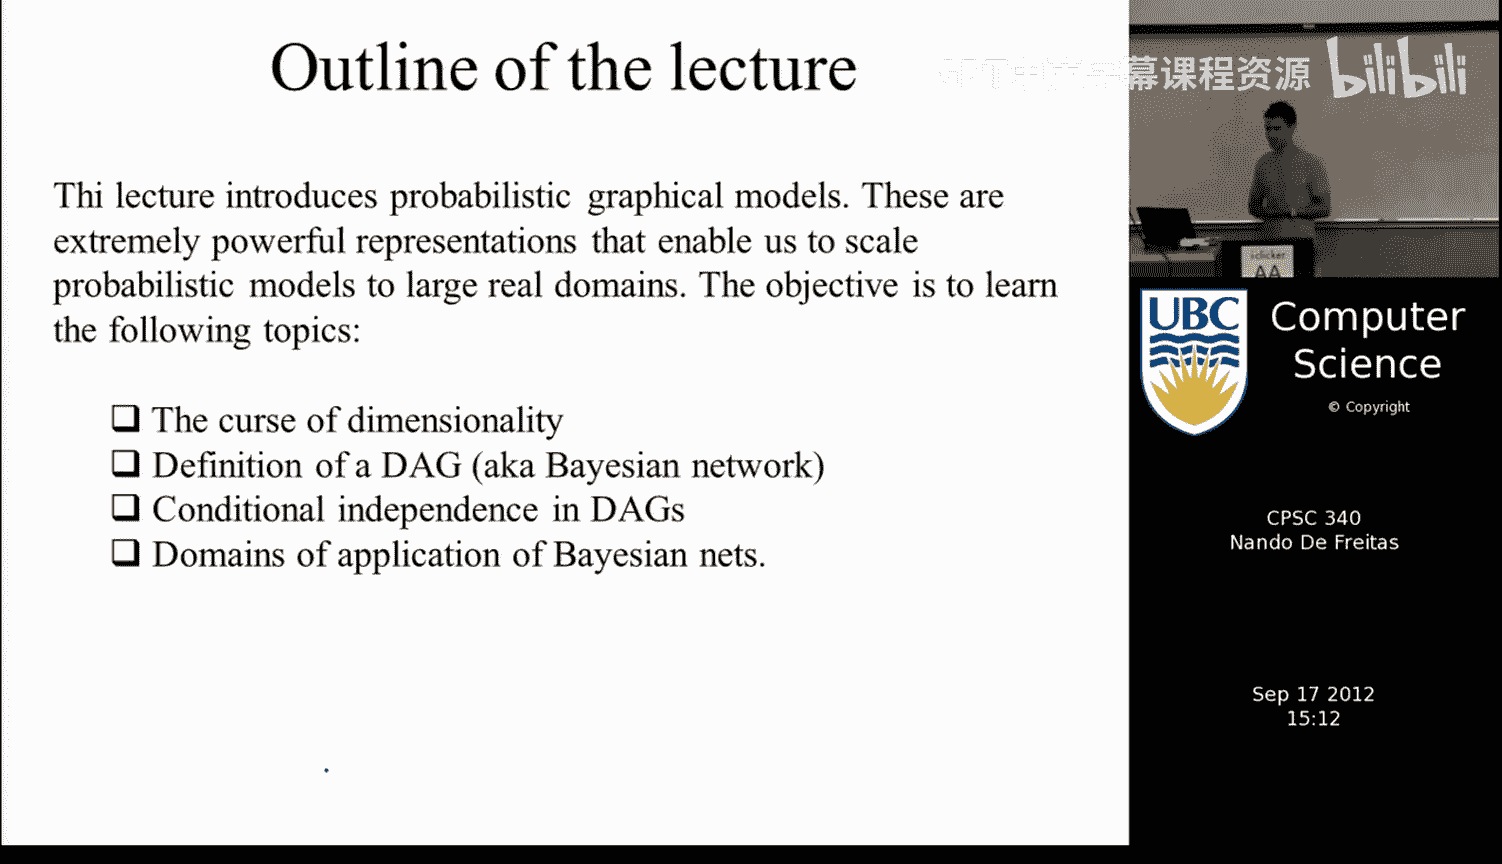 Outline of the lecture
Thi lecture introduces probabilistic graphical models. These are
extremely powerful representations that enable us to scale
probabilistic models to large real domains. The objective is to learn
the following topics:
❑ The curse of dimensionality
❑ Definition of a DAG (aka Bayesian network)
❑ Conditional independence in DAGs
❑ Domains of application of Bayesian nets.
幕课程资源 bilibili
iclicker
AA
UBC
Computer
Science
© Copyright
CPSC 340
Nando De Freitas
Sep 17 2012
15:12